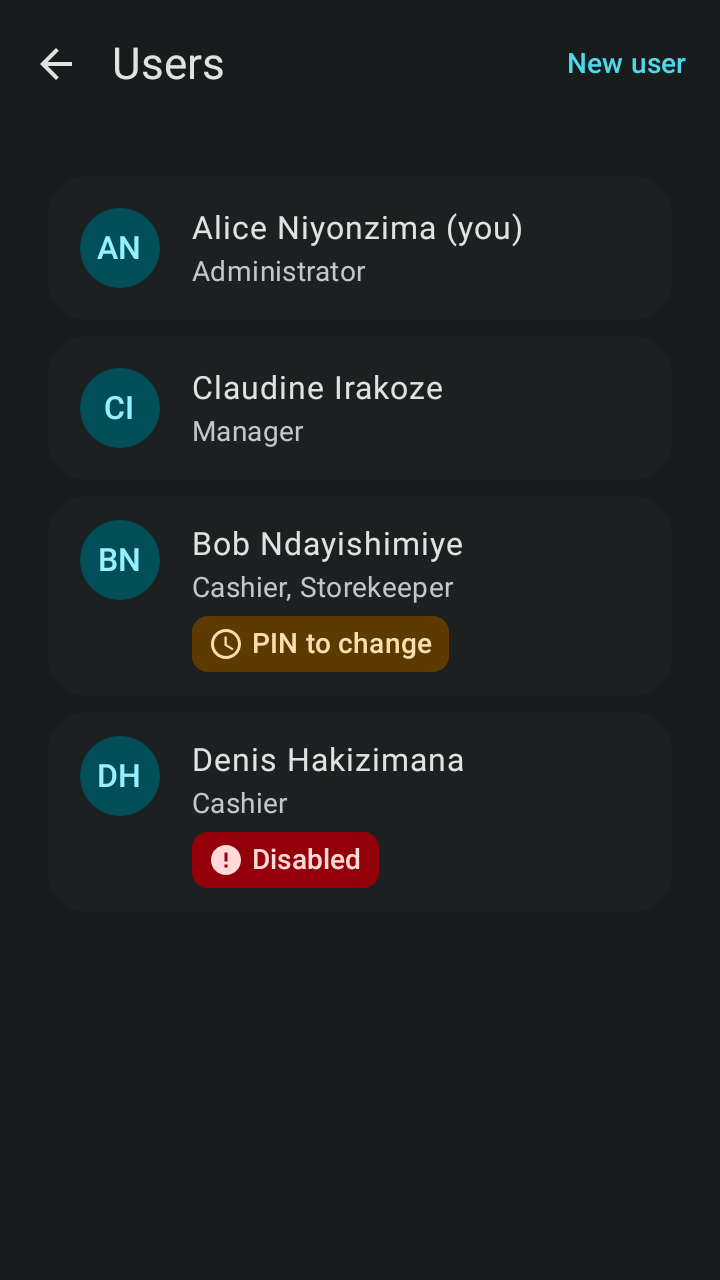 Users
New user
AN
Alice Niyonzima (you)
Administrator
CI
Claudine Irakoze
Manager
BN
Bob Ndayishimiye
Cashier, Storekeeper
PIN to change
DH
Denis Hakizimana
Cashier
Disabled